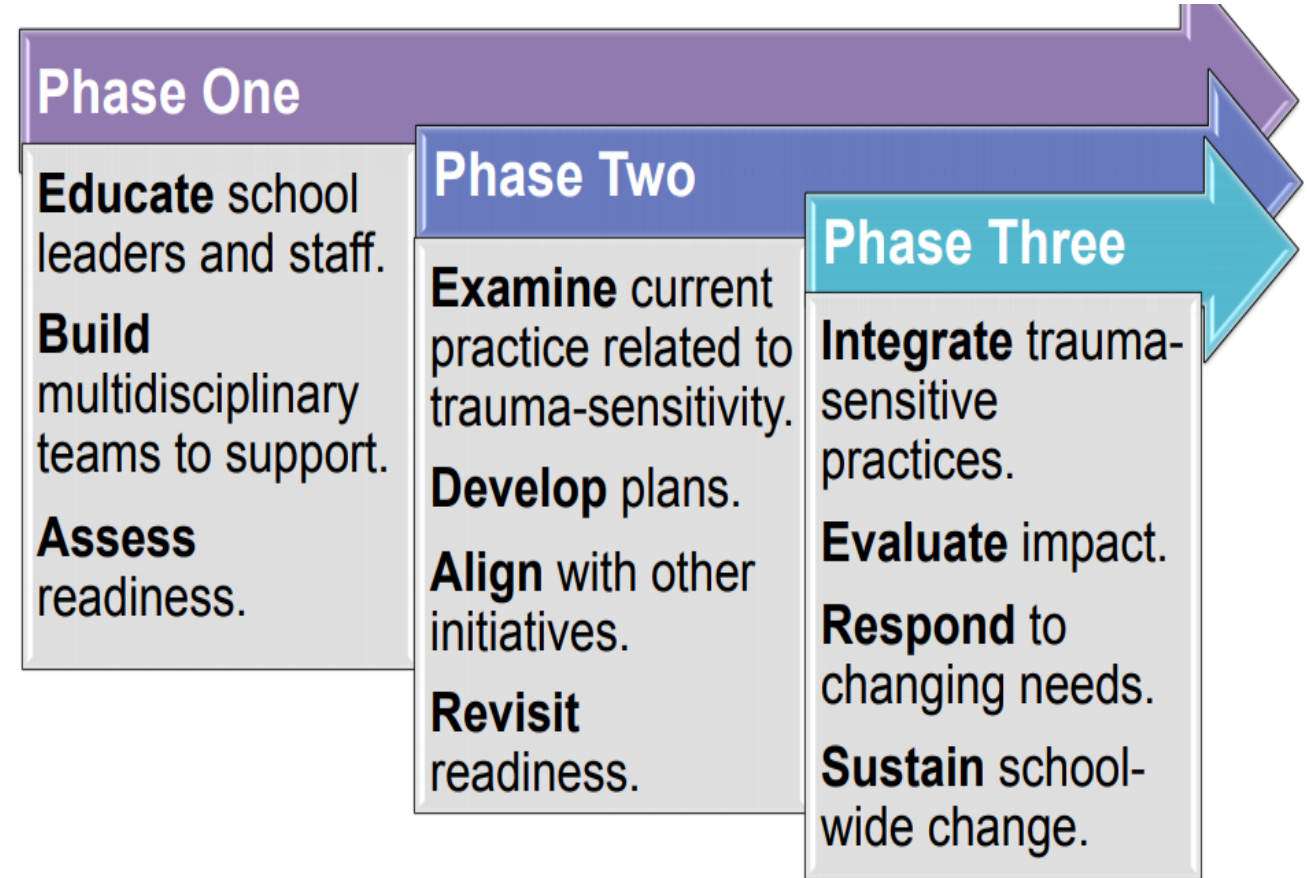 Phase One
Educate school
leaders and staff.
Build
multidisciplinary
teams to support.
Assess
readiness.
Phase Two
Examine current
practice related to
trauma-sensitivity.
Develop plans.
Align with other
initiatives.
Revisit
readiness.
Phase Three
Integrate trauma-
sensitive
practices.
Evaluate impact.
Respond to
changing needs.
Sustain school-
wide change.